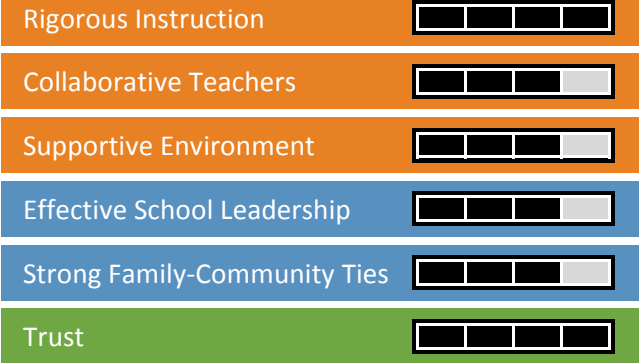 Rigorous Instruction
Collaborative Teachers
Supportive Environment
Effective School Leadership
Strong Family-Community Ties
Trust